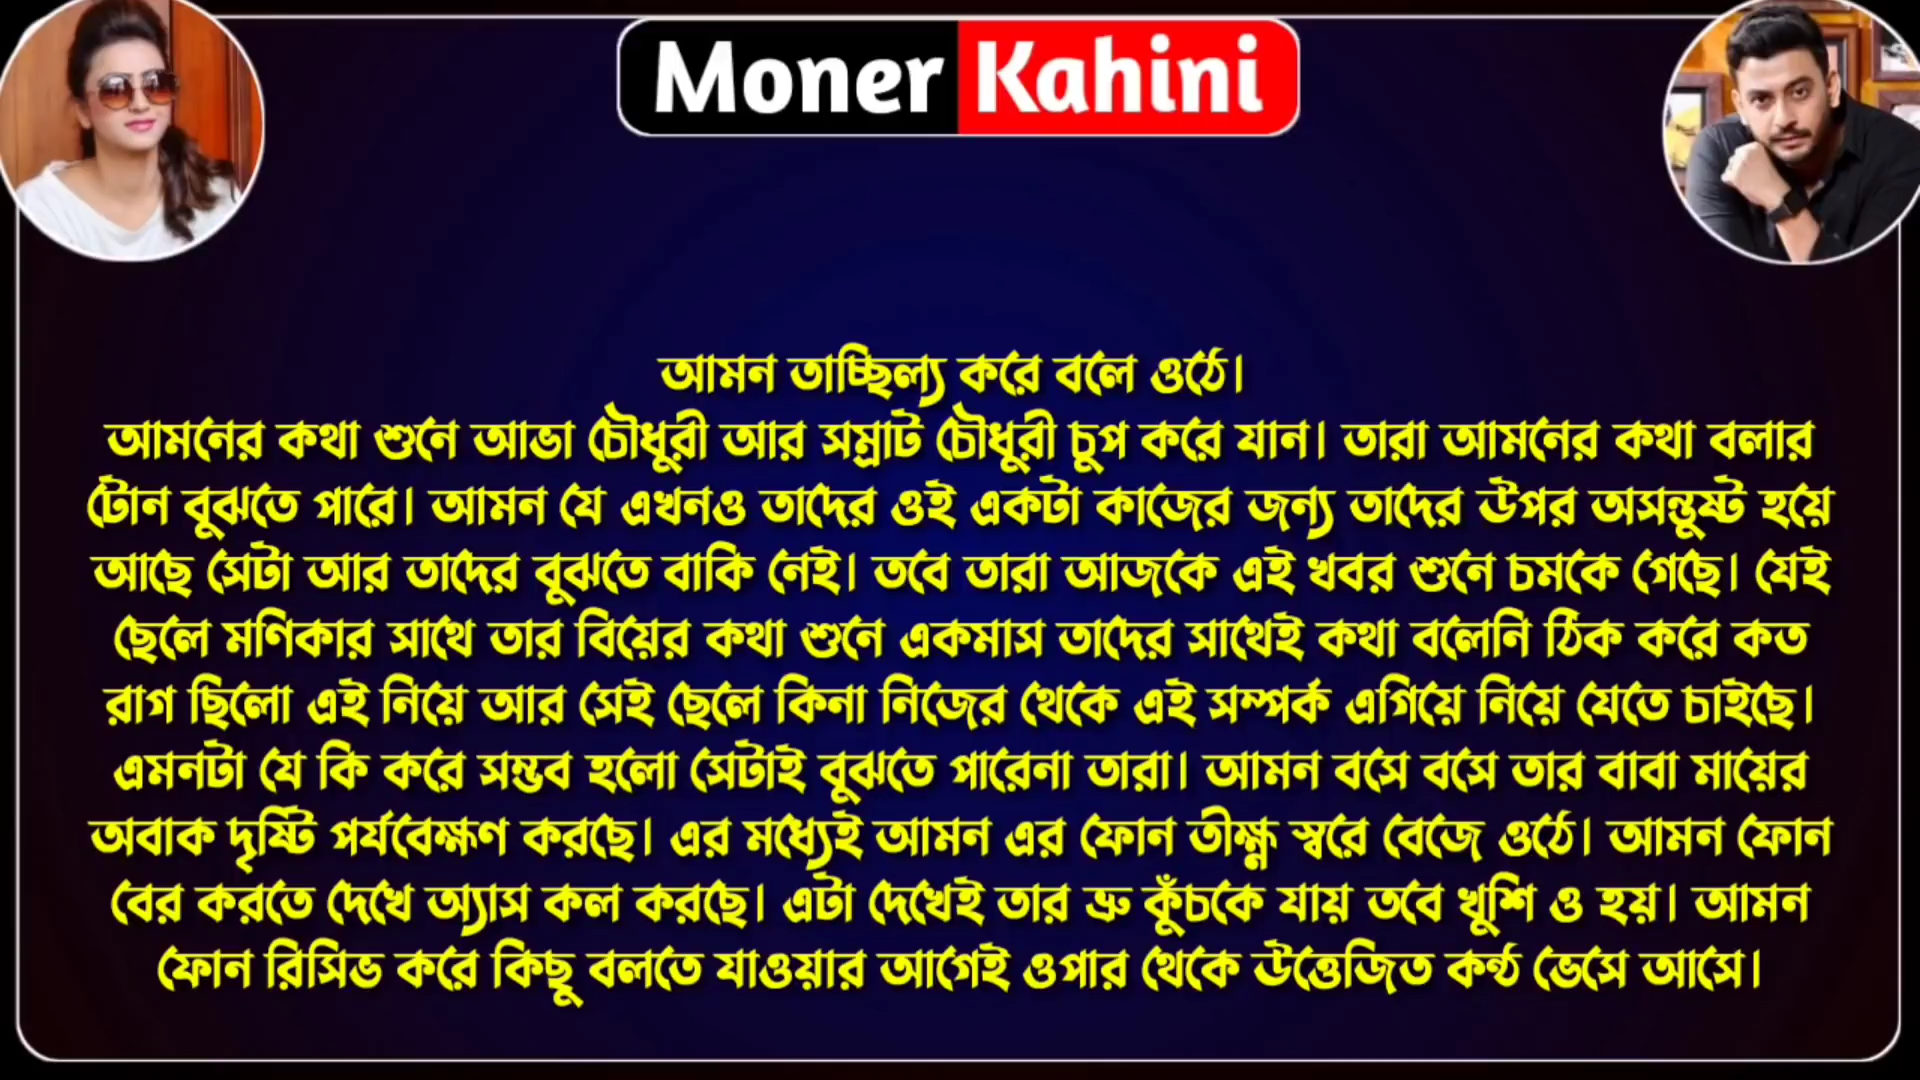 Moner Kahini
আমন তাচ্ছিল্য করে বলে ওঠে।
আমনের কথা শুনে আভা চৌধুরী আর সম্রাট চৌধুরী চুপ করে যান। তারা আমনের কথা বলার
টোন বুঝতে পারে। আমন যে এখনও তাদের ওই একটা কাজের জন্য তাদের উপর অসন্তুষ্ট হয়ে
আছে সেটা আর তাদের বুঝতে বাকি নেই। তবে তারা আজকে এই খবর শুনে চমকে গেছে। যেই
ছেলে মণিকার সাথে তার বিয়ের কথা শুনে একমাস তাদের সাথেই কথা বলেনি ঠিক করে কত
রাগ ছিলো এই নিয়ে আর সেই ছেলে কিনা নিজের থেকে এই সম্পর্ক এগিয়ে নিয়ে যেতে চাইছে।
এমনটা যে কি করে সম্ভব হলো সেটাই বুঝতে পারেনা তারা। আমন বসে বসে তার বাবা মায়ের
অবাক দৃষ্টি পর্যবেক্ষণ করছে। এর মধ্যেই আমন এর ফোন তীক্ষ্ণ স্বরে বেজে ওঠে। আমন ফোন
বের করতে দেখে অ্যাস কল করছে। এটা দেখেই তার ভ্রু কুঁচকে যায় তবে খুশি ও হয়। আমন
ফোন রিসিভ করে কিছু বলতে যাওয়ার আগেই ওপার থেকে উত্তেজিত কন্ঠ ভেসে আসে।